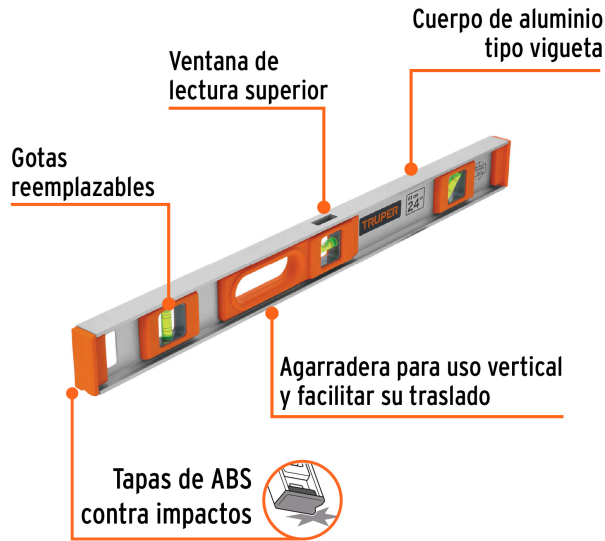 Cuerpo de aluminio
tipo vigueta
Ventana de
lectura superior
Gotas
reemplazables
TRUPER
24
Agarradera para uso vertical
y facilitar su traslado
Tapas de ABS
contra impactos